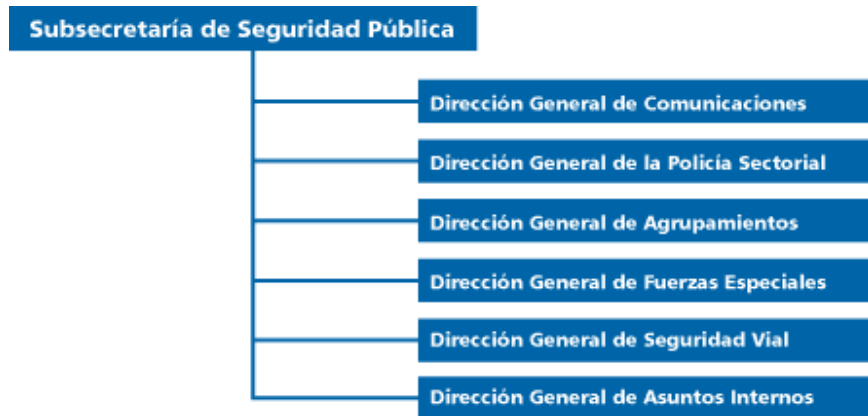 Subsecretaría de Seguridad Pública
Dirección General de Comunicaciones
Dirección General de la Policía Sectorial
Dirección General de Agrupamientos
Dirección General de Fuerzas Especiales
Dirección General de Seguridad Vial
Dirección General de Asuntos Internos